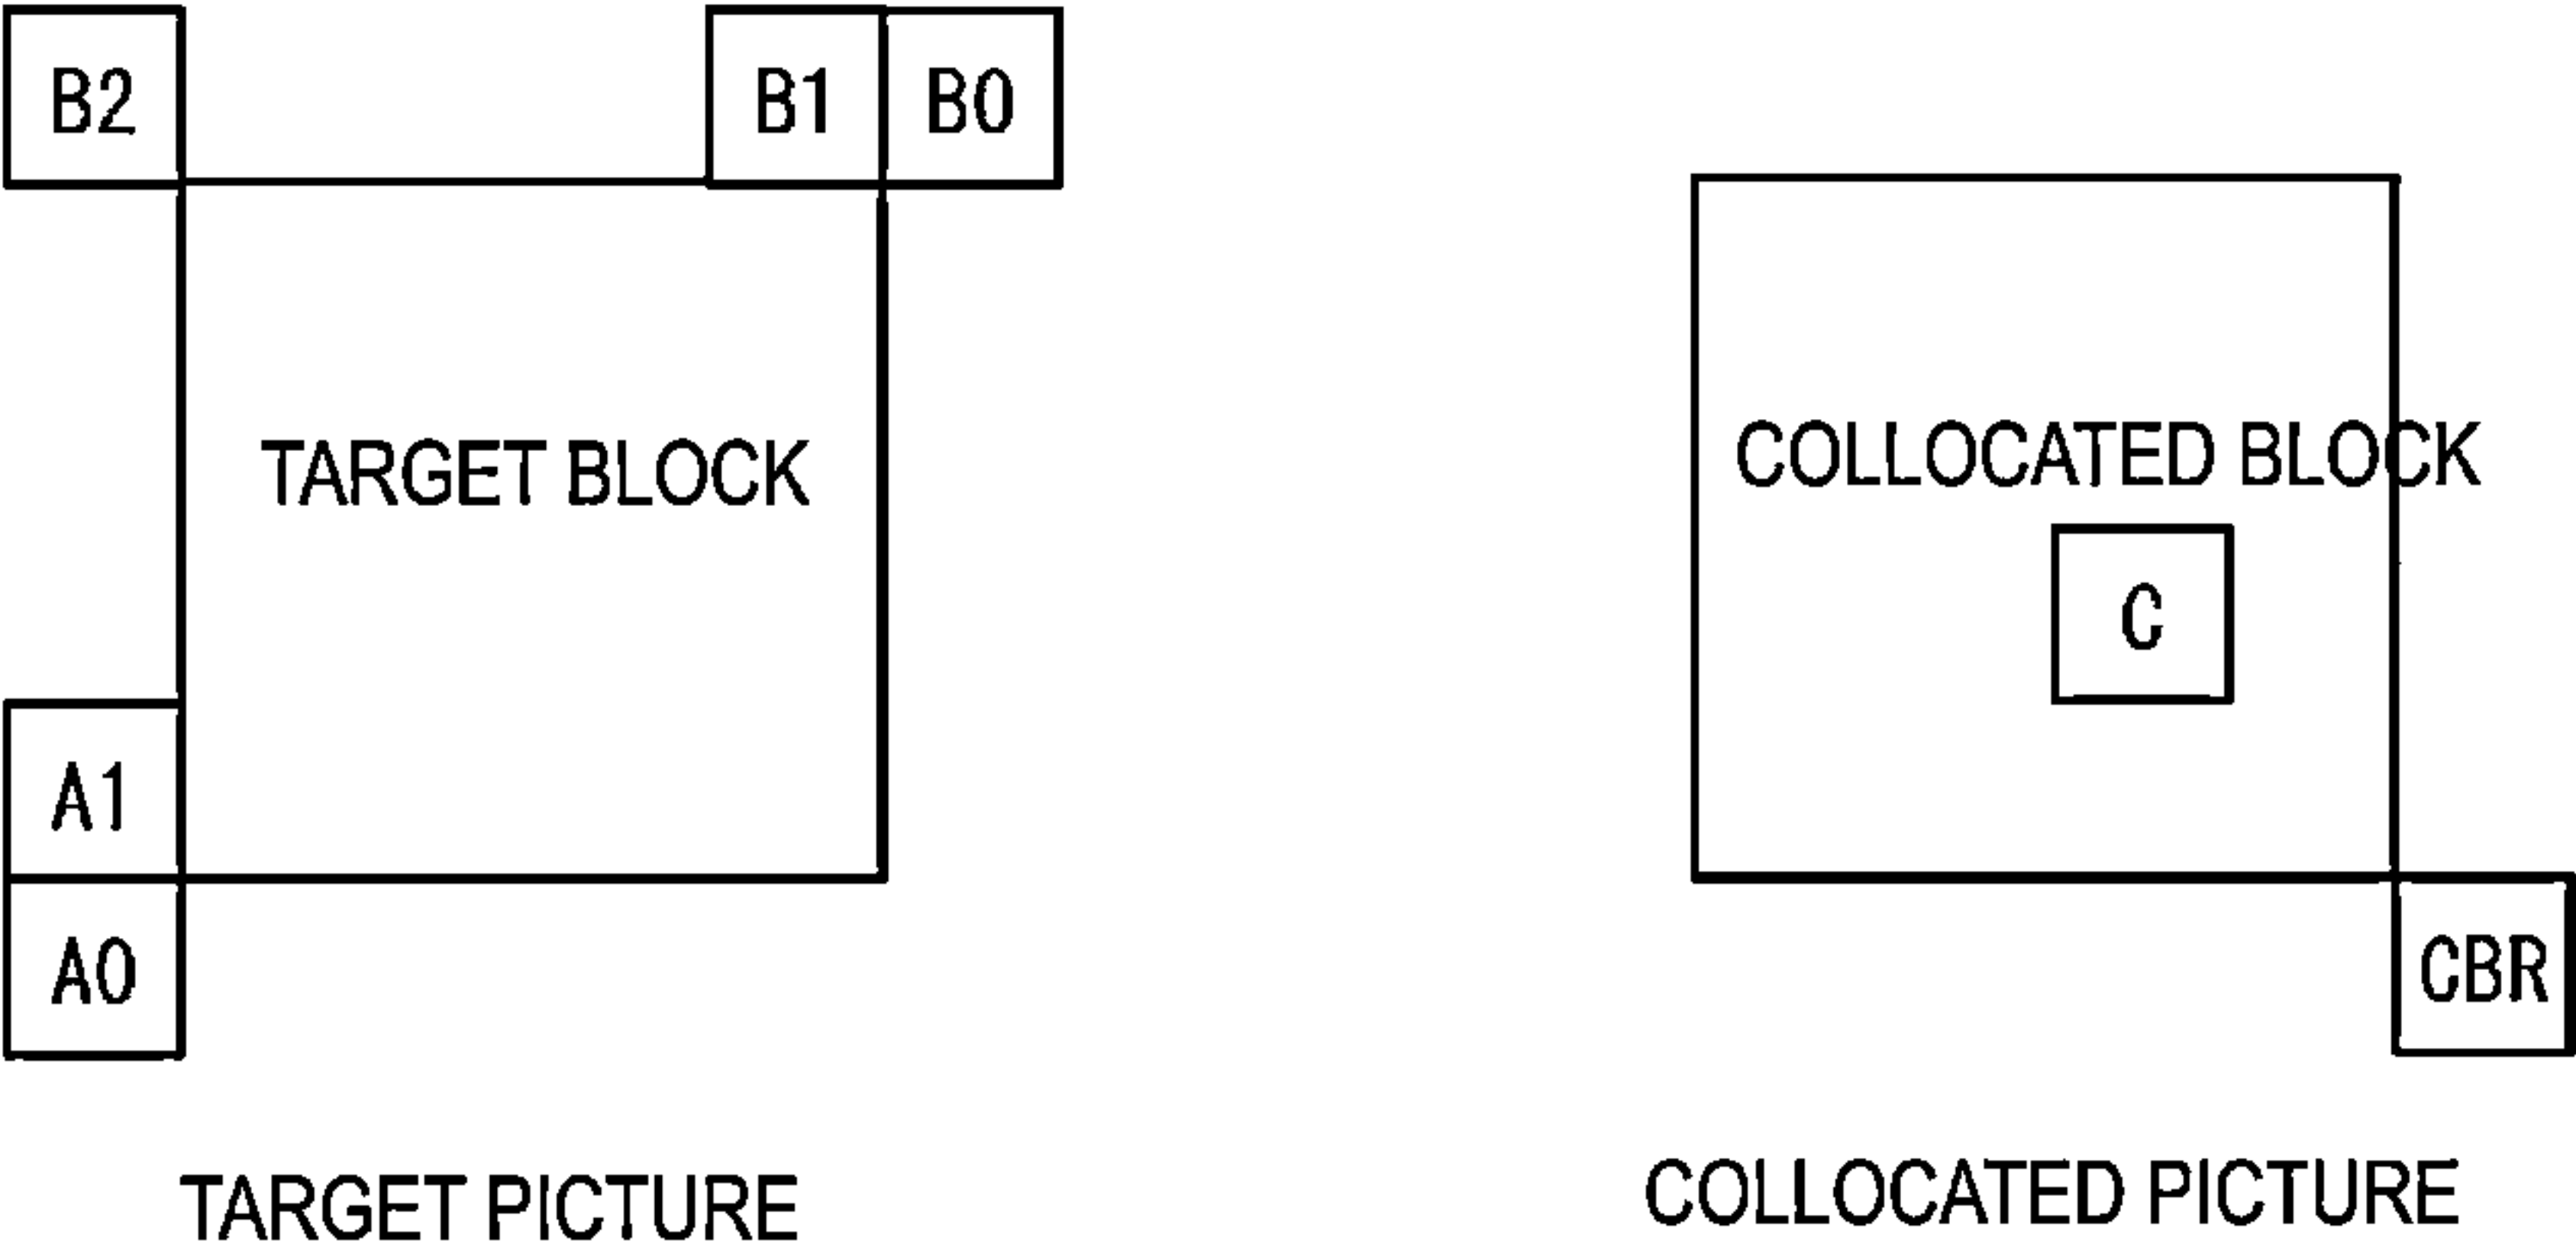 B2
B1
B0
TARGET BLOCK
A1
A0
TARGET PICTURE
COLLOCATED BLOCK
C
CBR
COLLOCATED PICTURE